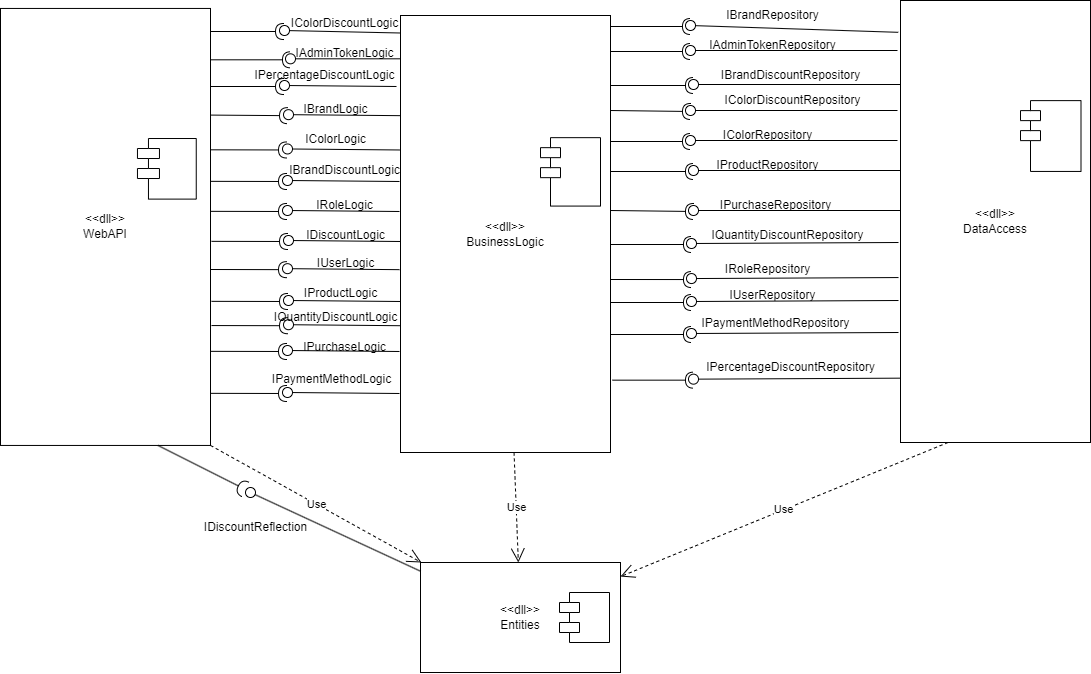 IColorDiscountLogic
IAdminTokenLogic
IPercentageDiscountLogic
IBrandLogic
IColorLogic
IBrandDiscountLogic
IRoleLogic
IDiscountLogic
IUserLogic
IProductLogic
IQuantityDiscountLogic
IPurchaseLogic
IPaymentMethodLogic
<<dll>>
WebAPI
<<dll>>
BusinessLogic
IBrandRepository
IAdminTokenRepository
IBrandDiscountRepository
IColorDiscountRepository
IColorRepository
IProductRepository
IPurchaseRepository
IQuantityDiscountRepository
IRoleRepository
IUserRepository
IPaymentMethodRepository
IPercentageDiscountRepository
<<dll>>
DataAccess
Use
Use
Use
IDiscountReflection
<<dll>>
Entities